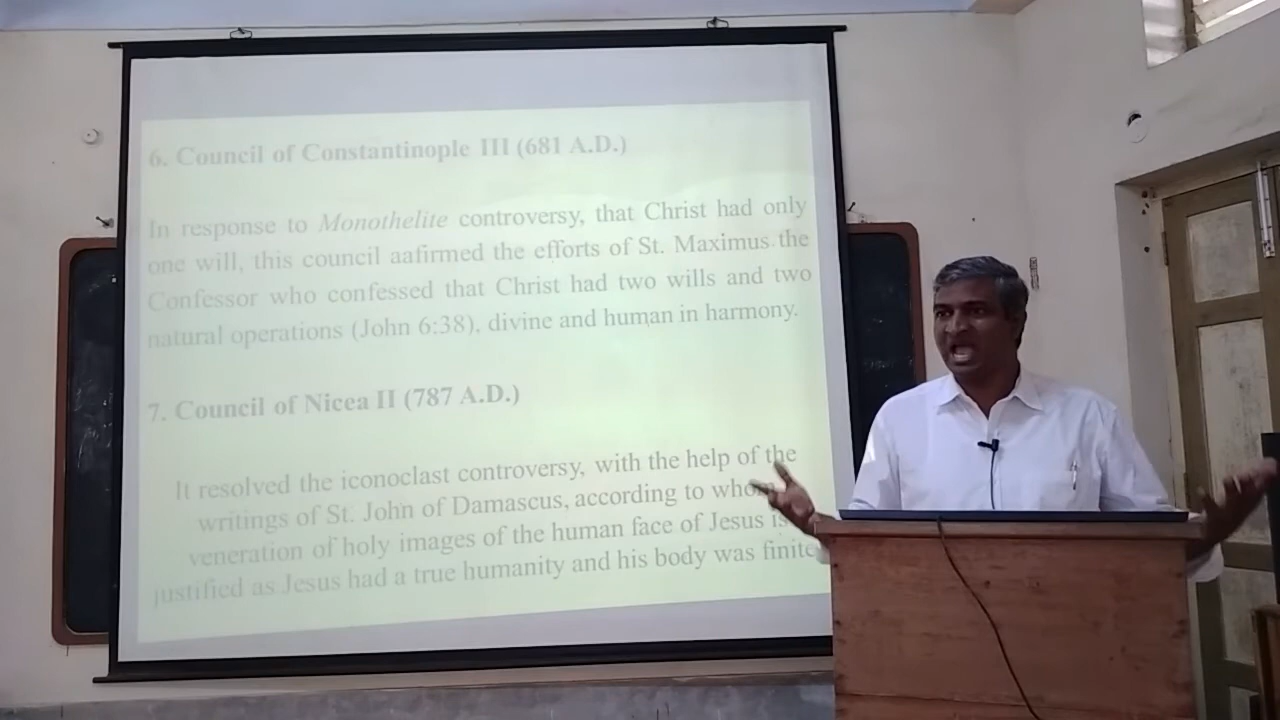 6. Council of Constantinople III (681 A.D.)
In response to Monothelite controversy, that Christ had only
one will, this council aafirmed the efforts of St. Maximus the
Confessor who confessed that Christ had two wills and two
natural operations (John 6:38), divine and human in harmony.
7. Council of Nicea II (787 A.D.)
It resolved the iconoclast controversy, with the help of the
writings of St. John of Damascus, according to whom
veneration of holy images of the human face of Jesus is
justified as Jesus had a true humanity and his body was finite